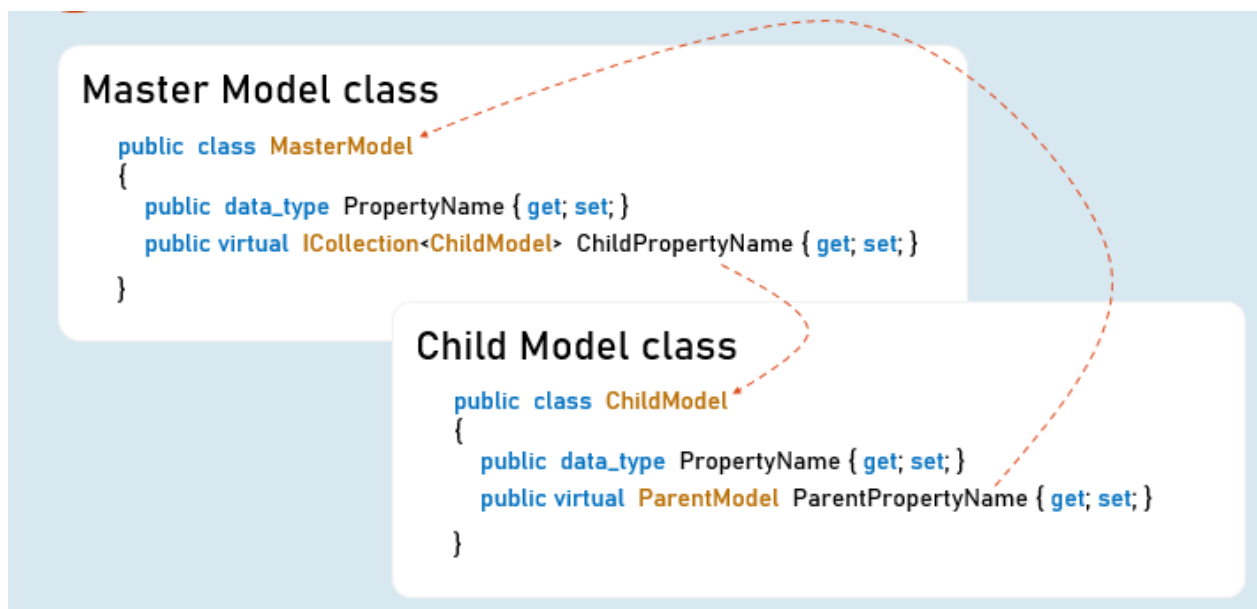 Master Model class
public class MasterModel
{
public data_type PropertyName { get; set; }
public virtual ICollection<ChildModel> ChildPropertyName { get; set; }
}
Child Model class
public class ChildModel
{
public data_type PropertyName { get; set; }
public virtual ParentModel ParentPropertyName { get; set; }
}